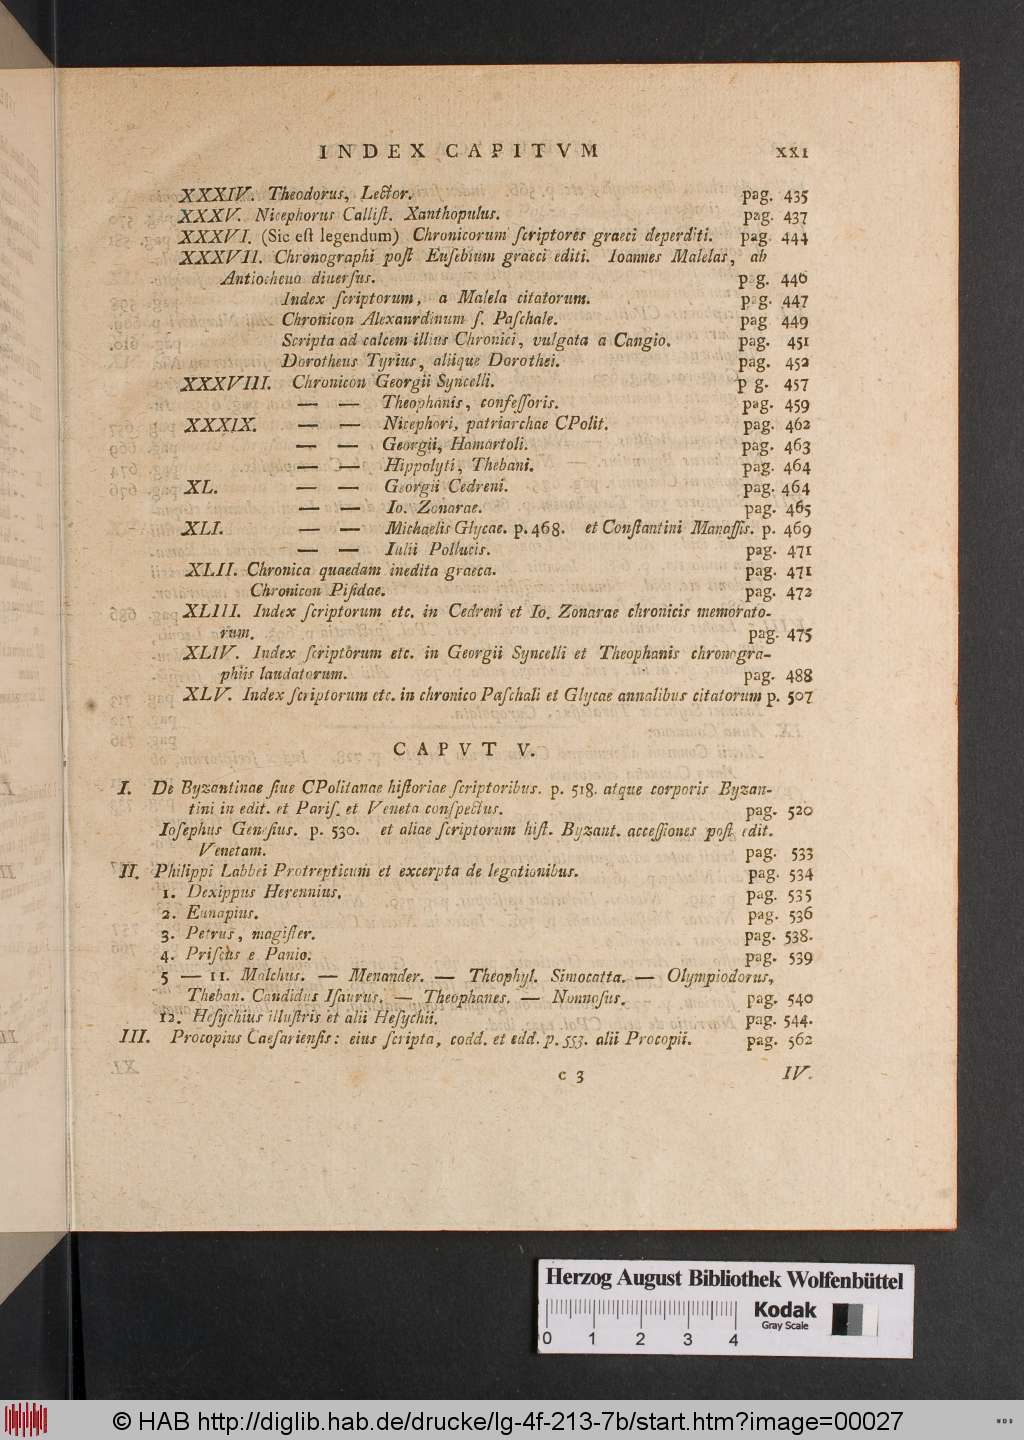 INDEX CAPITVM XXI
XXXIV. Theodorus, Lector. pag. 435
XXXV. Nicephorus Callist. Xanthopulus. pag. 437
XXXVI. (Sic est legendum) Chronicorum scriptores graeci deperditi. pag. 444
XXXVII. Chronographi post Eusebium graeci editi. Ioannes Malelas, ab
Antiochena diuersus. pag. 446
Index scriptorum, a Malela citatorum. pag. 447
Chronicon Alexanrdinum s. Paschale. pag 449
Scripta ad calcem illius Chronici, vulgata a Cangio. pag. 451
Dorotheus Tyrius, aliique Dorothei. pag. 452
XXXVIII. Chronicon Georgii Syncelli. p g. 457
— — Theophanis, confessoris. pag. 459
XXXIX. — — Nicephori, patriarchae CPolit. pag. 462
— — Georgii, Hamartoli. pag. 463
— — Hippolyti, Thebani. pag. 464
XL. — — Georgii Cedreni. pag. 464
— — Io. Zonarae. pag. 465
XLI. — — Michaelis Glycae. p. 468. et Constantini Manassis. p. 469
— — Iulii Pollucis. pag. 471
XLII. Chronica quaedam inedita graeca. pag. 471
Chronicon Pisidae. pag. 472
XLIII. Index scriptorum etc. in Cedreni et Io. Zonarae chronicis memorato-
rum. pag. 475
XLIV. Index scriptorum etc. in Georgii Syncelli et Theophanis chronogra-
phiis laudatorum. pag. 488
XLV. Index scriptorum etc. in chronico Paschali et Glycae annalibus citatorum p. 507
CAPVT V.
I. De Byzantinae siue CPolitanae historiae scriptoribus. p. 518. atque corporis Byzan-
tini in edit. et Paris. et Veneta conspectus. pag. 520
Iosephus Genesius. p. 530. et aliae scriptorum hist. Byzant. accessiones post edit.
Venetam. pag. 533
II. Philippi Labbei Protrepticum et excerpta de legationibus. pag. 534
1. Dexippus Herennius. pag. 535
2. Eunapius. pag. 536
3. Petrus, magister. pag. 538.
4. Priscus e Panio. pag. 539
5 — 11. Malchus. — Menander. — Theophyl. Simocatta. — Olympiodorus,
Theban. Candidus Isaurus. — Theophanes. — Nonnosus. pag. 540
12. Hesychius illustris et alii Hesychii. pag. 544.
III. Procopius Caesariensis: eius scripta, codd. et edd. p. 553. alii Procopii. pag. 562
c 3 IV.
Herzog August Bibliothek Wolfenbüttel
0 1 2 3 4
Kodak
Gray Scale
© HAB http://diglib.hab.de/drucke/lg-4f-213-7b/start.htm?image=00027